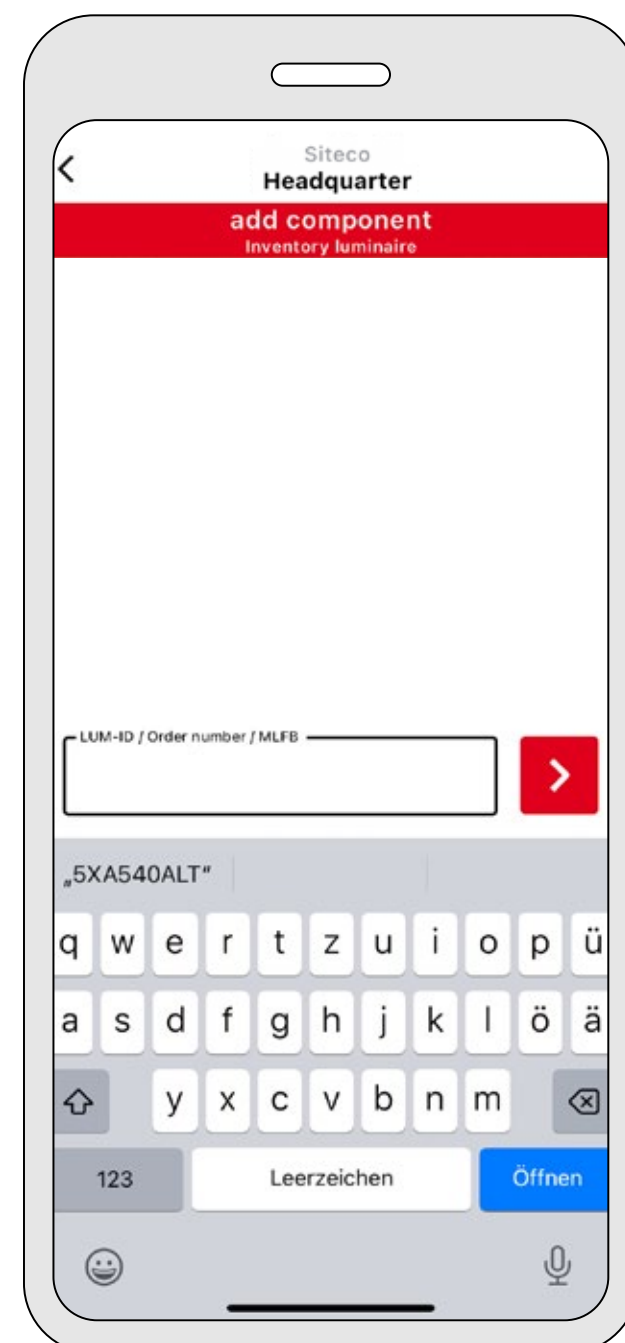 Siteco
Headquarter
add component
Inventory luminaire
LUM-ID / Order number / MLFB
„5XA540ALT"
q w e r t z u i o p ü
a s d f g h j k l ö ä
y x c v b n m
123 Leerzeichen Öffnen